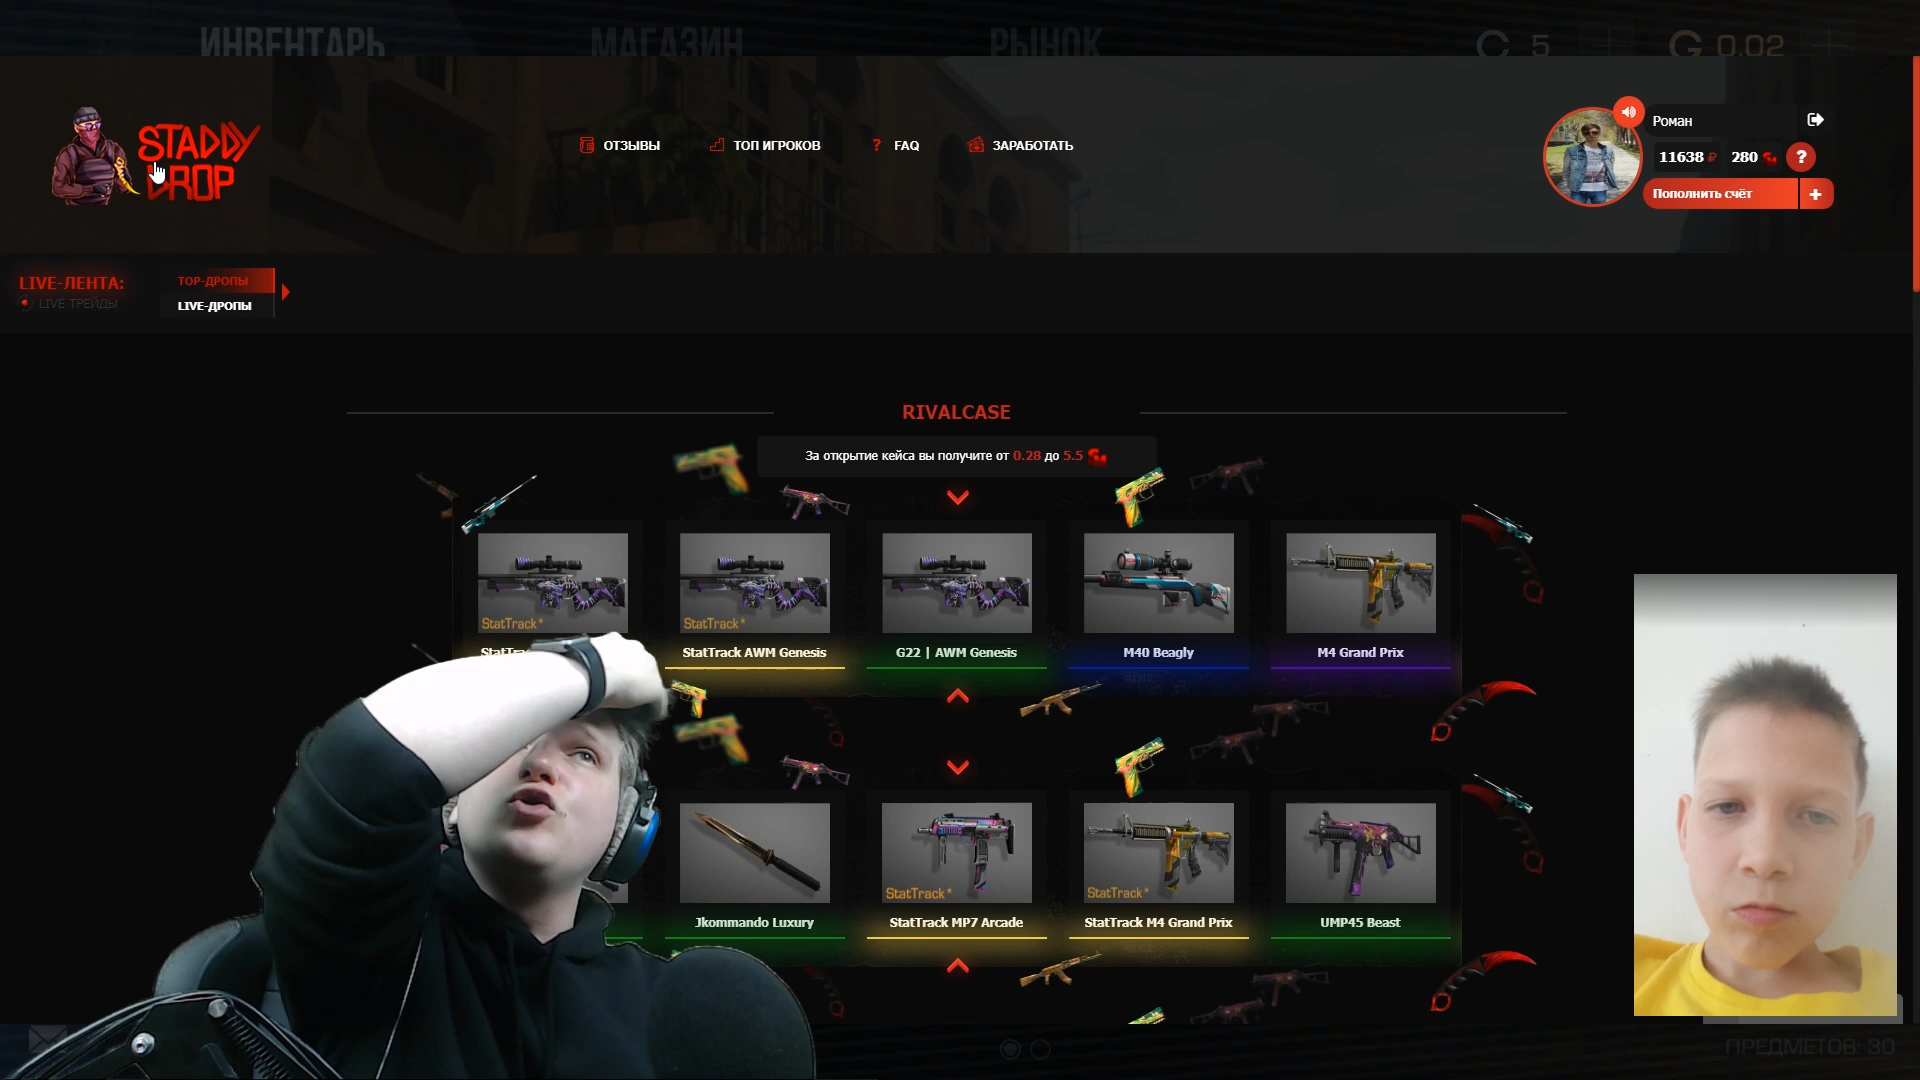 ИНВЕНТАРЬ
МАГАЗИН
РЫНОК
5
0.02
STADDY
DROP
ОТЗЫВЫ
ТОП ИГРОКОВ
? FAQ
ЗАРАБОТАТЬ
Роман
11638 ₽
280
?
Пополнить счёт
+
LIVE-ЛЕНТА:
LIVE ТРЕЙДЫ
TOP-ДРОПЫ
LIVE-ДРОПЫ
RIVALCASE
За открытие кейса вы получите от 0.28 до 5.5
StatTrack*
StatTrack*
StatTrack AWM Genesis
G22 | AWM Genesis
M40 Beagly
M4 Grand Prix
StatTrack*
StatTrack*
Jkommando Luxury
StatTrack MP7 Arcade
StatTrack M4 Grand Prix
UMP45 Beast
ПРЕДМЕТОВ: 30